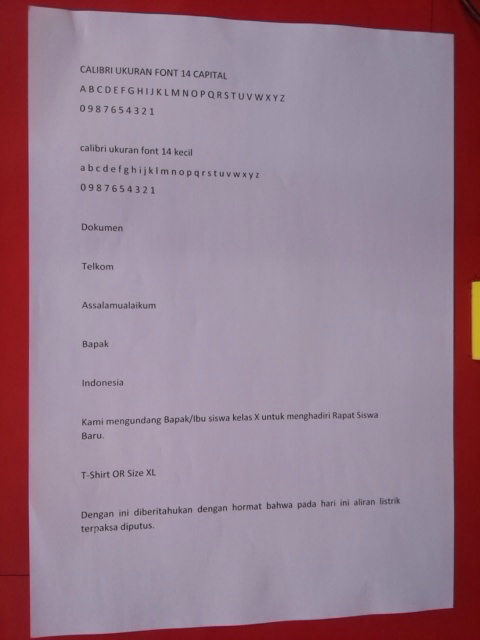 CALIBRI UKURAN FONT 14 CAPITAL
A B C D E F G H I J K L M N O P Q R S T U V W X Y Z
0 9 8 7 6 5 4 3 2 1
calibri ukuran font 14 kecil
a b c d e f g h i j k l m n o p q r s t u v w x y z
0 9 8 7 6 5 4 3 2 1
Dokumen
Telkom
Assalamualaikum
Bapak
Indonesia
Kami mengundang Bapak/Ibu siswa kelas X untuk menghadiri Rapat Siswa
Baru.
T-Shirt OR Size XL
Dengan ini diberitahukan dengan hormat bahwa pada hari ini aliran listrik
terpaksa diputus.